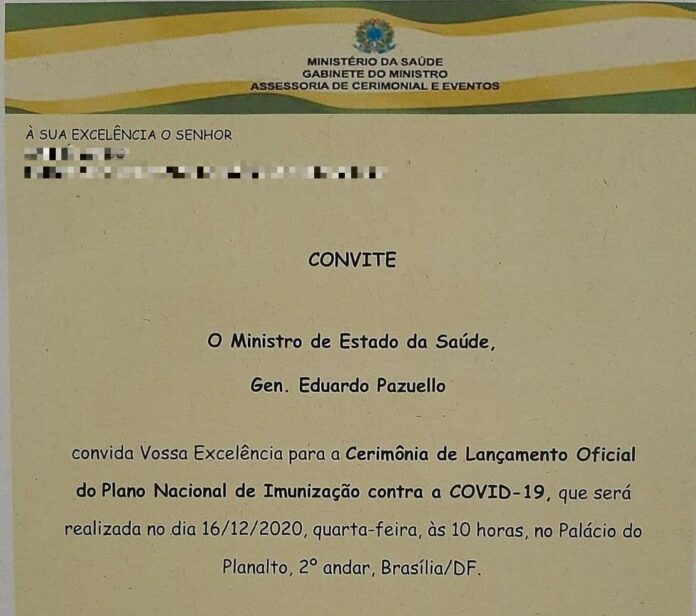 MINISTÉRIO DA SAÚDE
GABINETE DO MINISTRO
ASSESSORIA DE CERIMONIAL E EVENTOS
À SUA EXCELÊNCIA O SENHOR
CONVITE
O Ministro de Estado da Saúde,
Gen. Eduardo Pazuello
convida Vossa Excelência para a Cerimônia de Lançamento Oficial
do Plano Nacional de Imunização contra a COVID-19, que será
realizada no dia 16/12/2020, quarta-feira, às 10 horas, no Palácio do
Planalto, 2º andar, Brasília/DF.